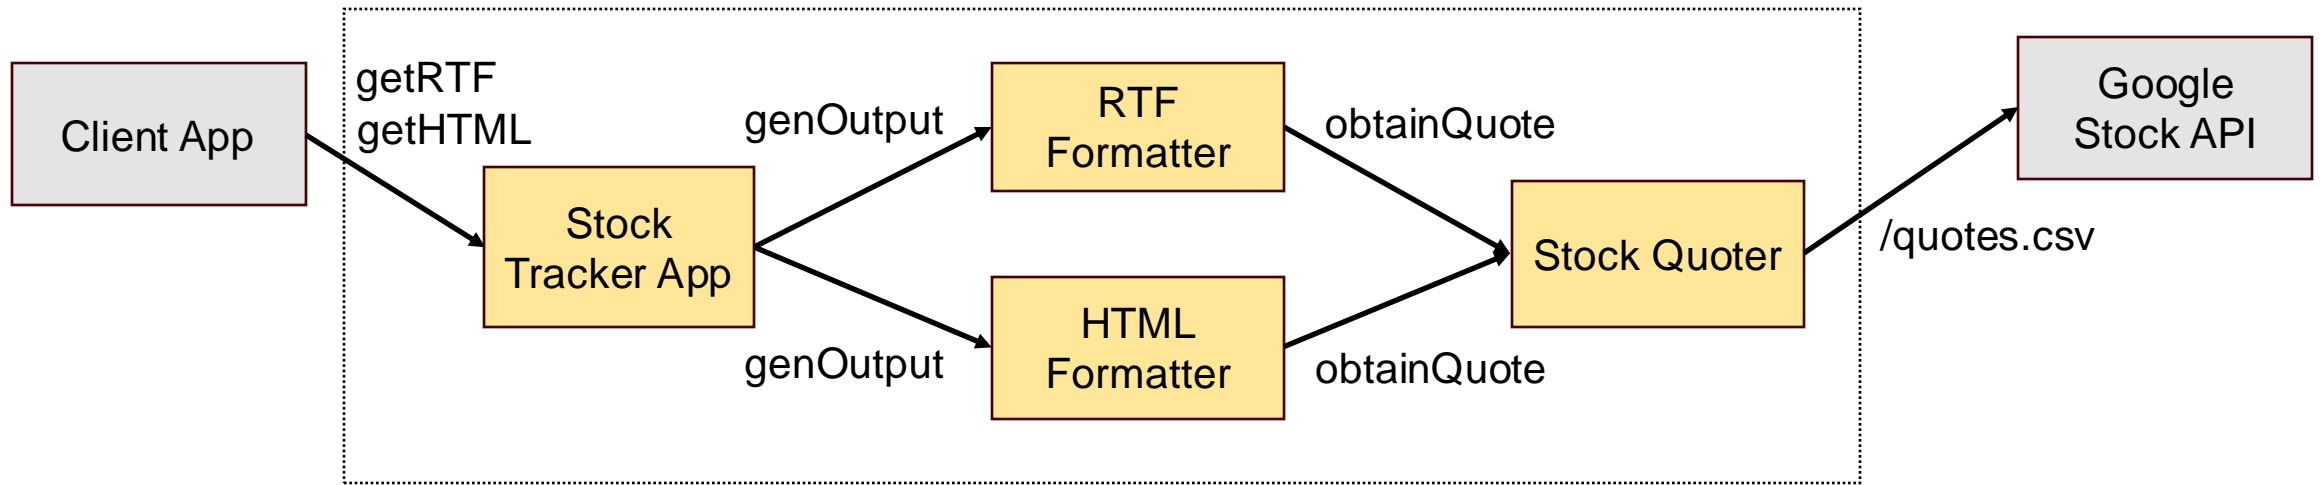 Client App
getRTF
getHTML
Stock
Tracker App
genOutput
genOutput
RTF
Formatter
HTML
Formatter
obtainQuote
obtainQuote
Stock Quoter
/quotes.csv
Google
Stock API